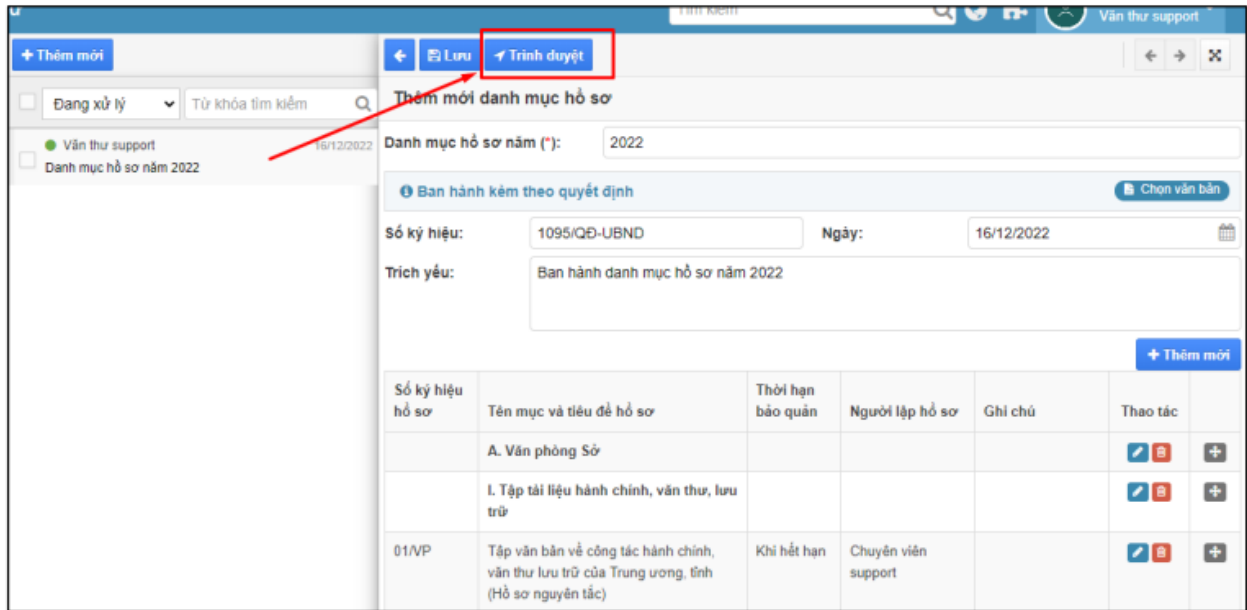 Tìm kiếm
Văn thư support
+ Thêm mới
Lưu
Trình duyệt
Đang xử lý
Từ khóa tìm kiếm
Thêm mới danh mục hồ sơ
Văn thư support
16/12/2022
Danh mục hồ sơ năm 2022
Danh mục hồ sơ năm (*):
2022
Ban hành kèm theo quyết định
Chọn văn bản
Số ký hiệu:
1095/QĐ-UBND
Ngày:
16/12/2022
Trích yếu:
Ban hành danh mục hồ sơ năm 2022
+ Thêm mới
Số ký hiệu
hồ sơ
Tên mục và tiêu đề hồ sơ
Thời hạn
bảo quản
Người lập hồ sơ
Ghi chú
Thao tác
A. Văn phòng Sở
I. Tập tài liệu hành chính, văn thư, lưu
trữ
01/VP
Tập văn bản về công tác hành chính,
văn thư lưu trữ của Trung ương, tỉnh
(Hồ sơ nguyên tắc)
Khi hết hạn
Chuyên viên
support